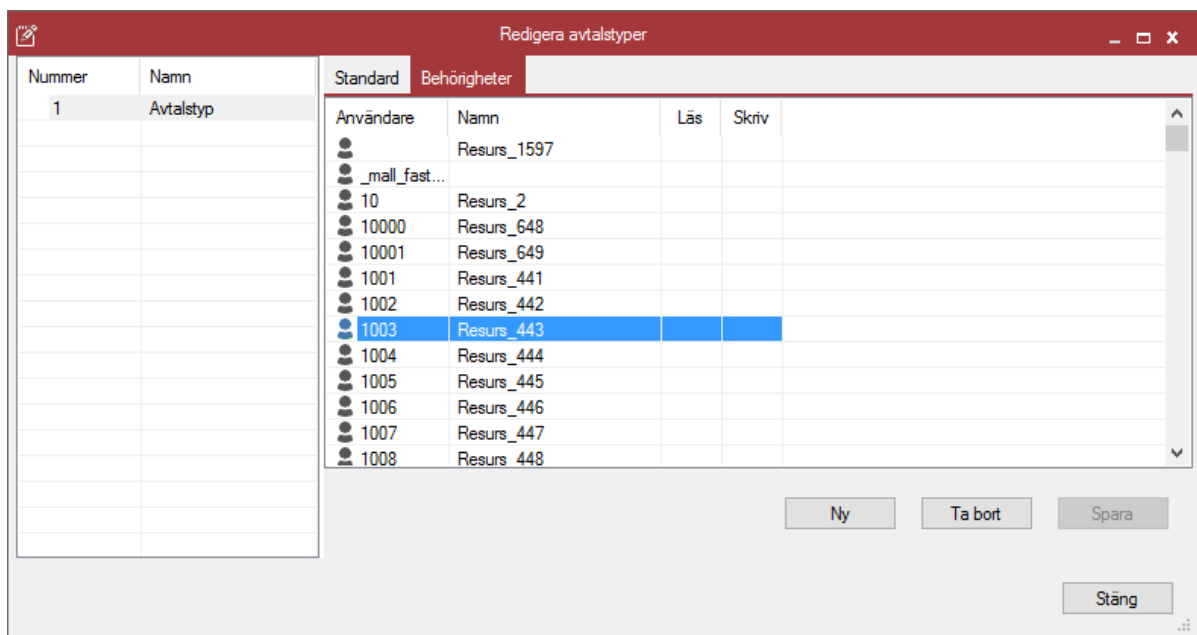 Redigera avtalstyper
Nummer Namn
1 Avtalstyp
Standard Behörigheter
Användare Namn Läs Skriv
Resurs_1597
_mall_fast...
10 Resurs_2
10000 Resurs_648
10001 Resurs_649
1001 Resurs_441
1002 Resurs_442
1003 Resurs_443
1004 Resurs_444
1005 Resurs_445
1006 Resurs_446
1007 Resurs_447
1008 Resurs_448
Ny Ta bort Spara
Stäng